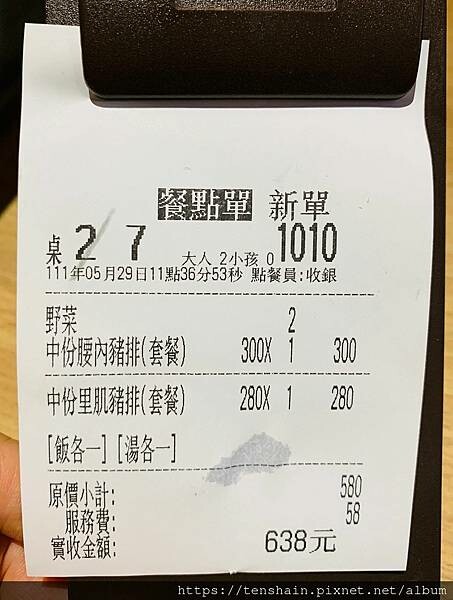 餐點單 新單
桌 2 7 大人 2小孩 0 1010
111年05月29日11點36分53秒 點餐員:收銀
野菜 2
中份腰內豬排(套餐) 300X 1 300
中份里肌豬排(套餐) 280X 1 280
[飯各一] [湯各一]
原價小計: 580
服務費: 58
實收金額: 638元
https://tenshain.pixnet.net/album